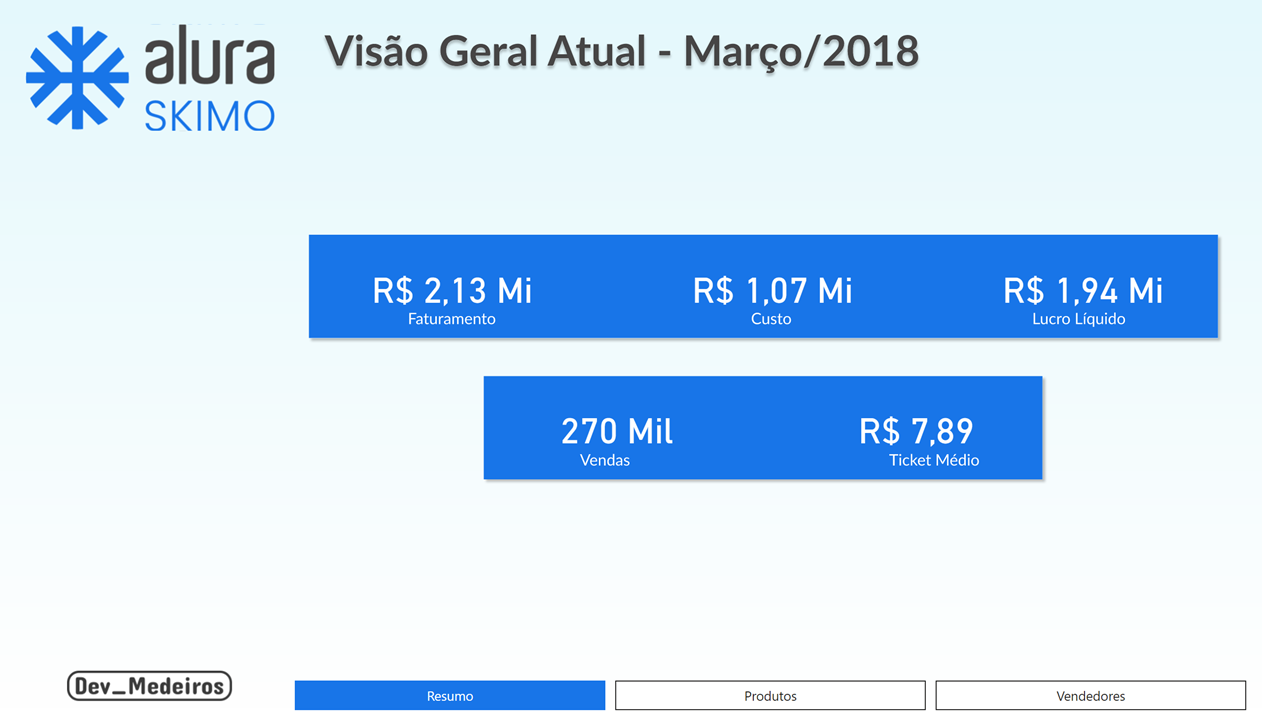 alura
SKIMO
Visão Geral Atual - Março/2018
R$ 2,13 Mi
Faturamento
R$ 1,07 Mi
Custo
R$ 1,94 Mi
Lucro Líquido
270 Mil
Vendas
R$ 7,89
Ticket Médio
Dev_Medeiros
Resumo
Produtos
Vendedores